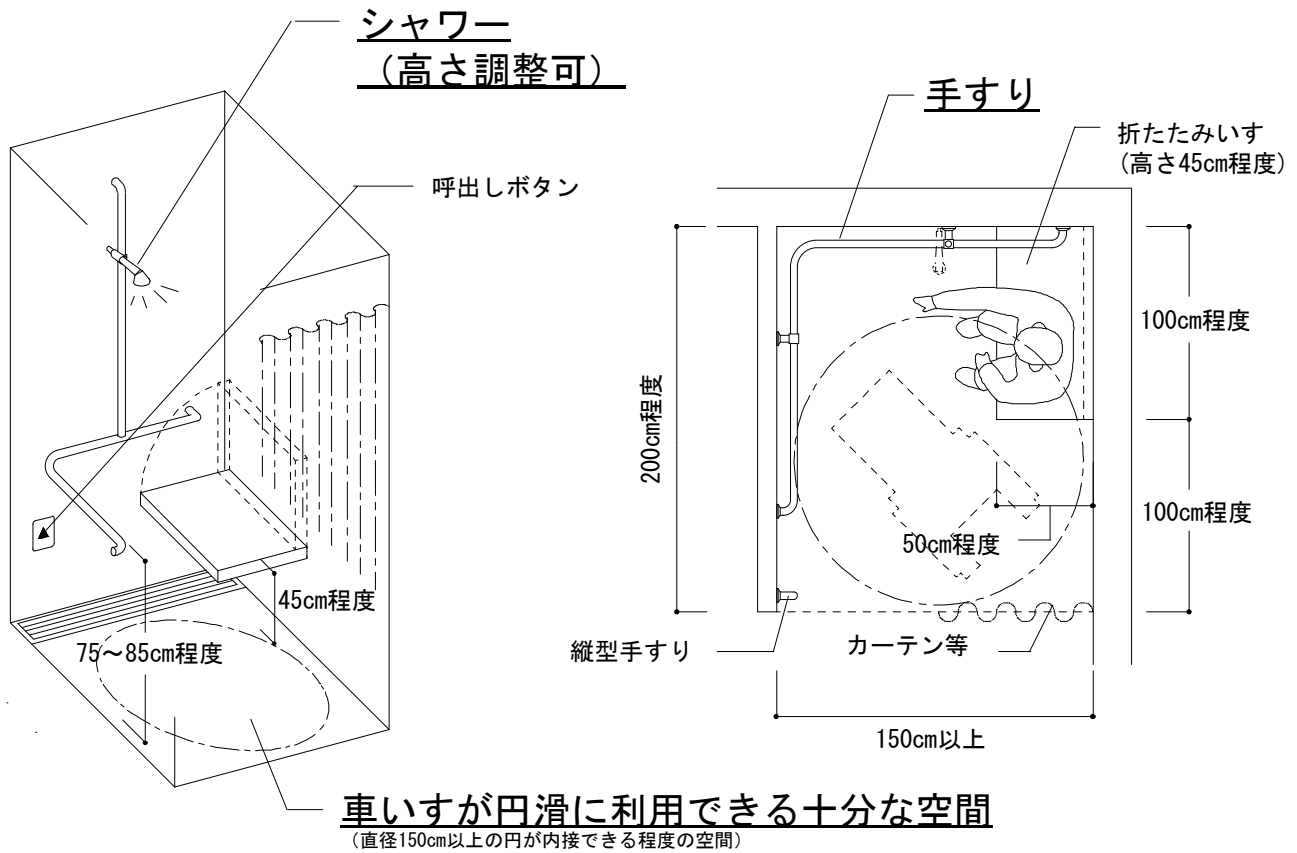 シャワー
（高さ調整可）
手すり
折たたみいす
(高さ45cm程度)
呼出しボタン
100cm程度
200cm程度
100cm程度
50cm程度
45cm程度
75～85cm程度
縦型手すり
カーテン等
150cm以上
車いすが円滑に利用できる十分な空間
（直径150cm以上の円が内接できる程度の空間）